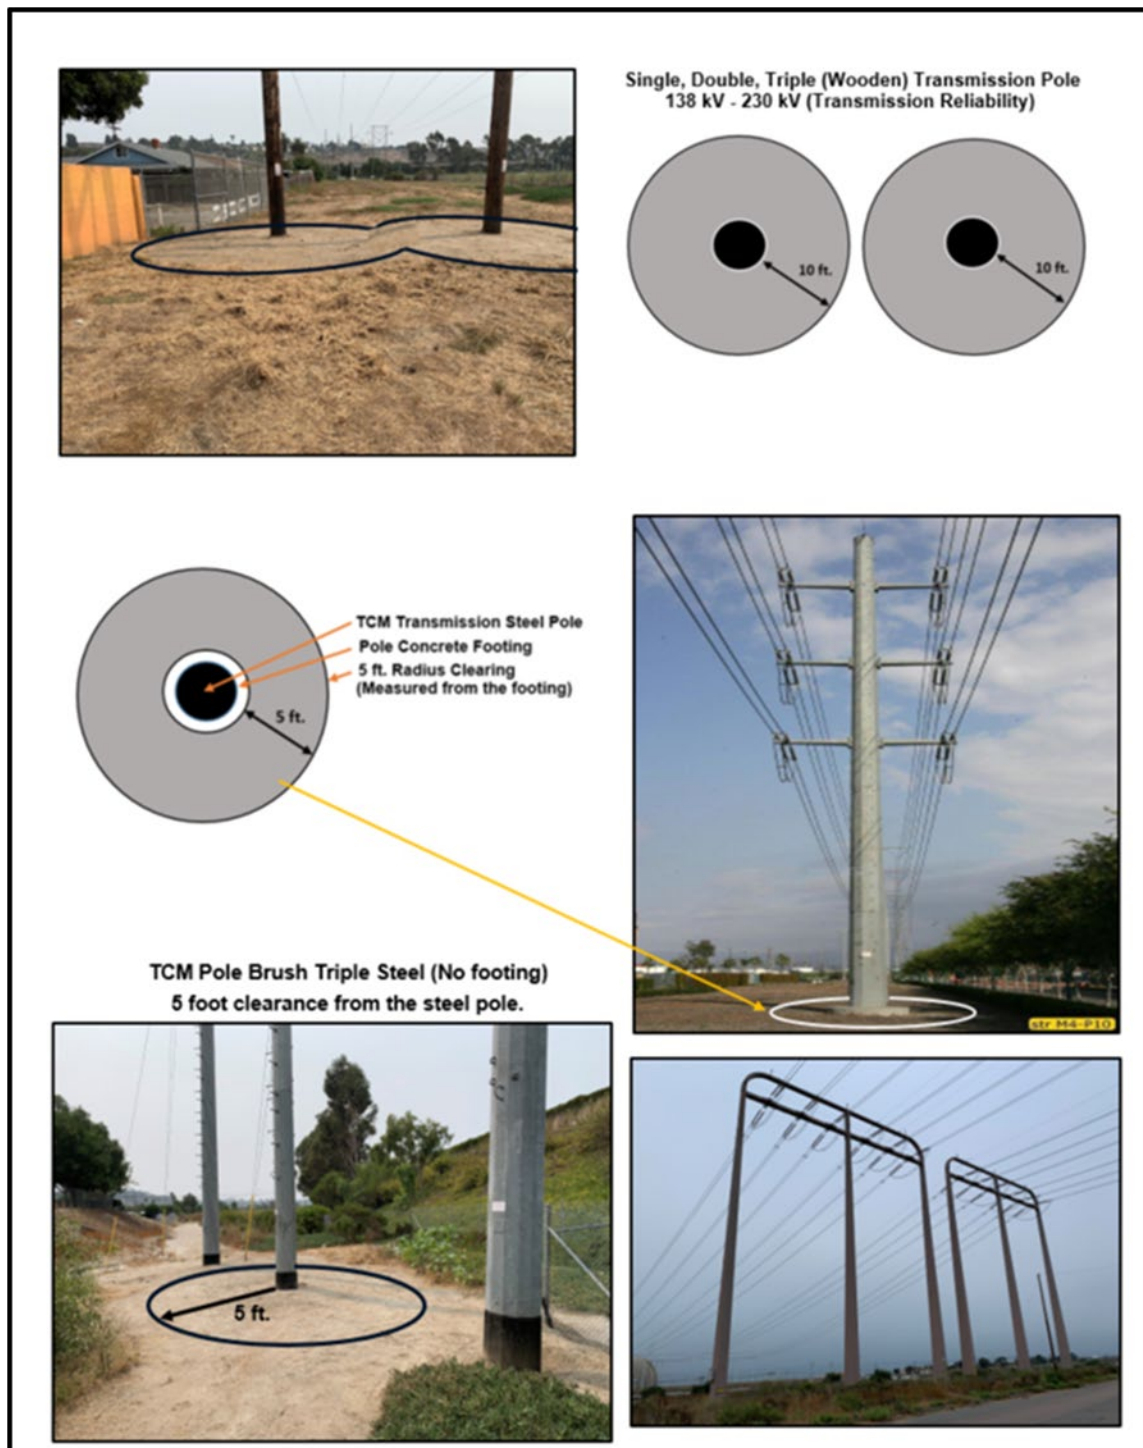 Single, Double, Triple (Wooden) Transmission Pole
138 kV - 230 kV (Transmission Reliability)
10 ft.
10 ft.
TCM Transmission Steel Pole
Pole Concrete Footing
5 ft. Radius Clearing
(Measured from the footing)
5 ft.
str M4-P10
TCM Pole Brush Triple Steel (No footing)
5 foot clearance from the steel pole.
5 ft.